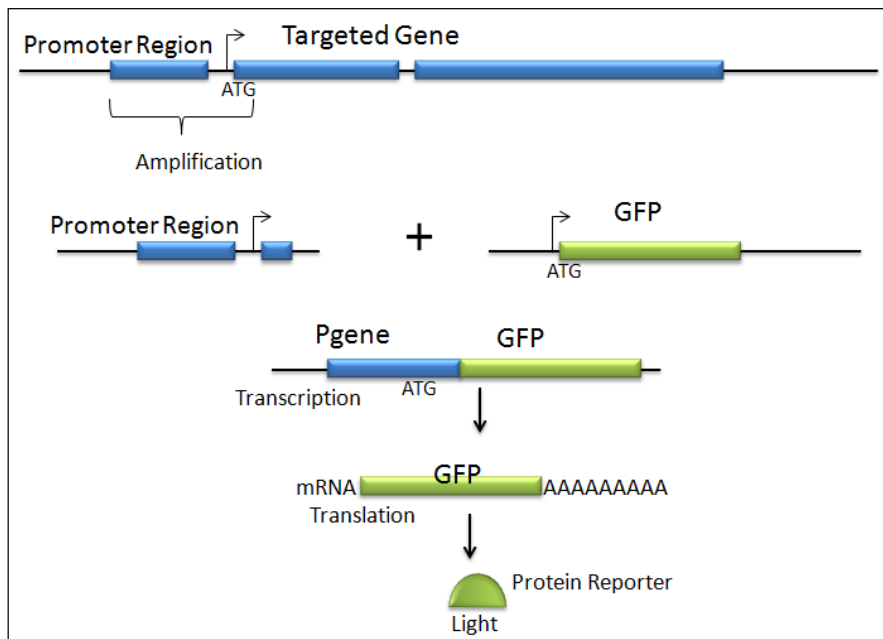 Promoter Region
Targeted Gene
ATG
Amplification
Promoter Region
+
GFP
ATG
Pgene
GFP
ATG
Transcription
GFP
mRNA
AAAAAAAAA
Translation
Protein Reporter
Light